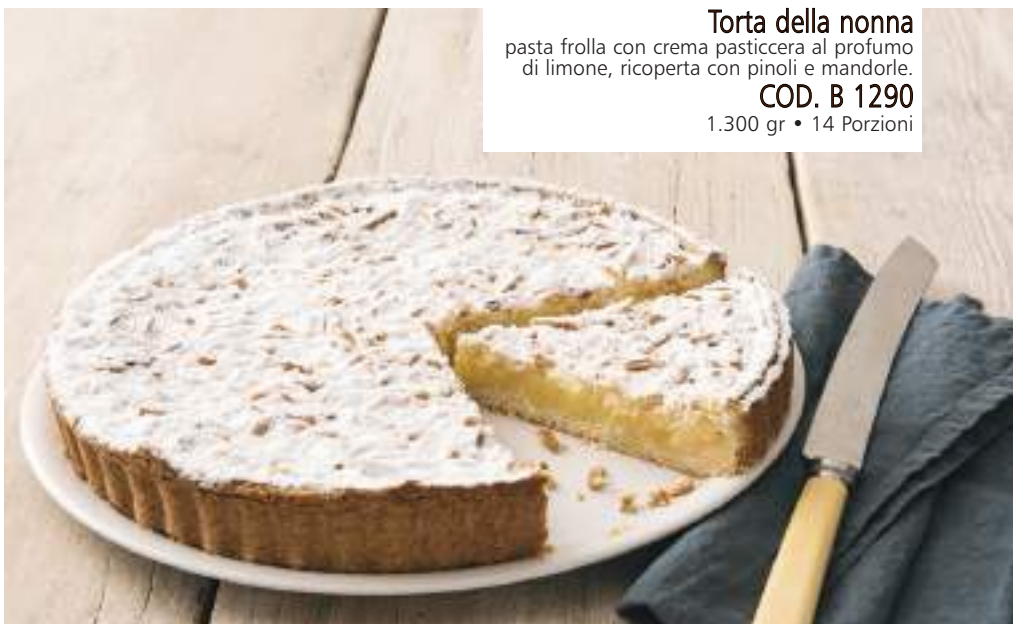 Torta della nonna
pasta frolla con crema pasticcera al profumo
di limone, ricoperta con pinoli e mandorle.
COD. B 1290
1.300 gr • 14 Porzioni